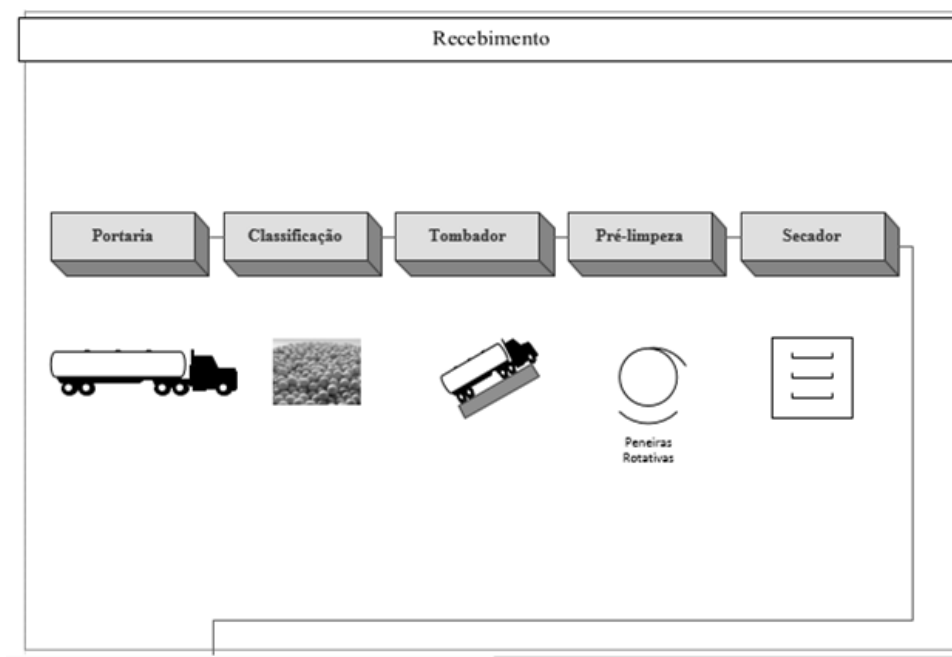 Recebimento
Portaria
Classificação
Tombador
Pré-limpeza
Secador
Peneiras
Rotativas